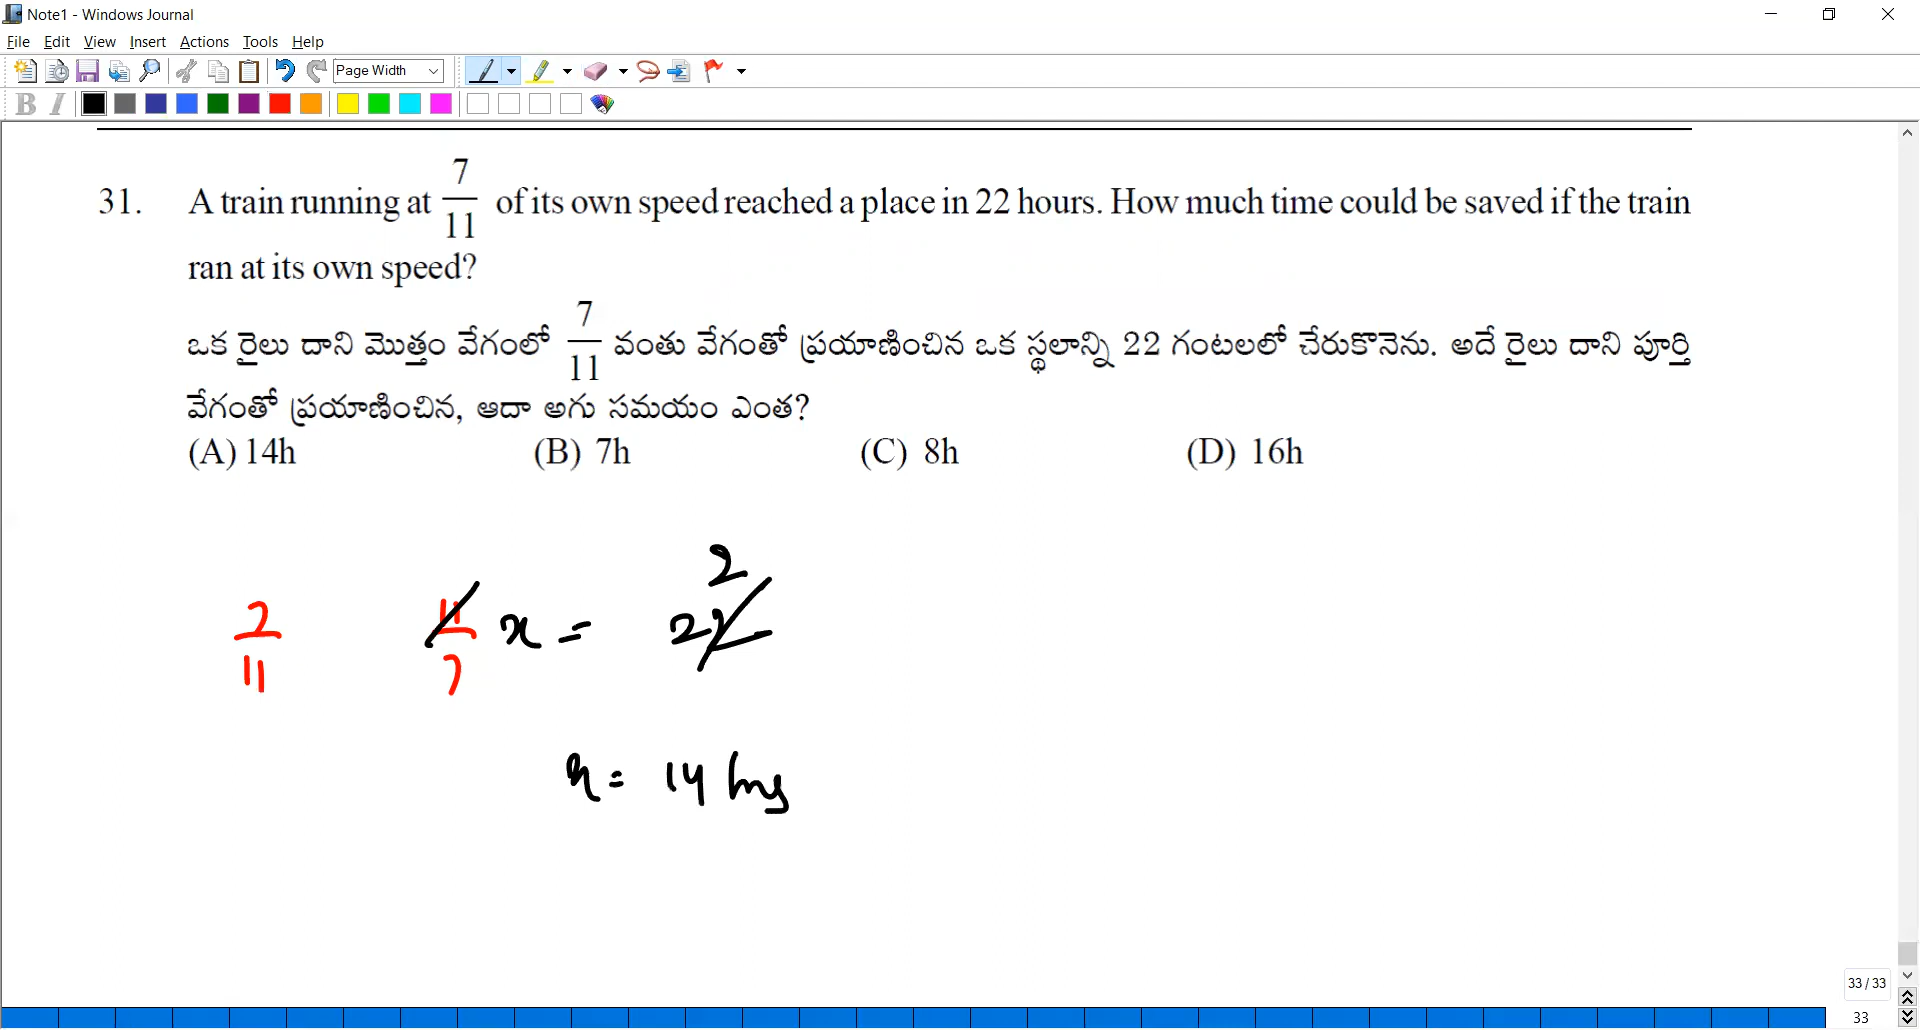 Note1 - Windows Journal
File Edit View Insert Actions Tools Help
Page Width
B I
31. A train running at 7/11 of its own speed reached a place in 22 hours. How much time could be saved if the train
ran at its own speed?
ఒక రైలు దాని మొత్తం వేగంలో 7/11 వంతు వేగంతో ప్రయాణించిన ఒక స్థలాన్ని 22 గంటలలో చేరుకొనెను. అదే రైలు దాని పూర్తి
వేగంతో ప్రయాణించిన, ఆదా అగు సమయం ఎంత?
(A) 14h (B) 7h (C) 8h (D) 16h
2
7/11 11/7 x = 22
x = 14 hrs
33 / 33
33